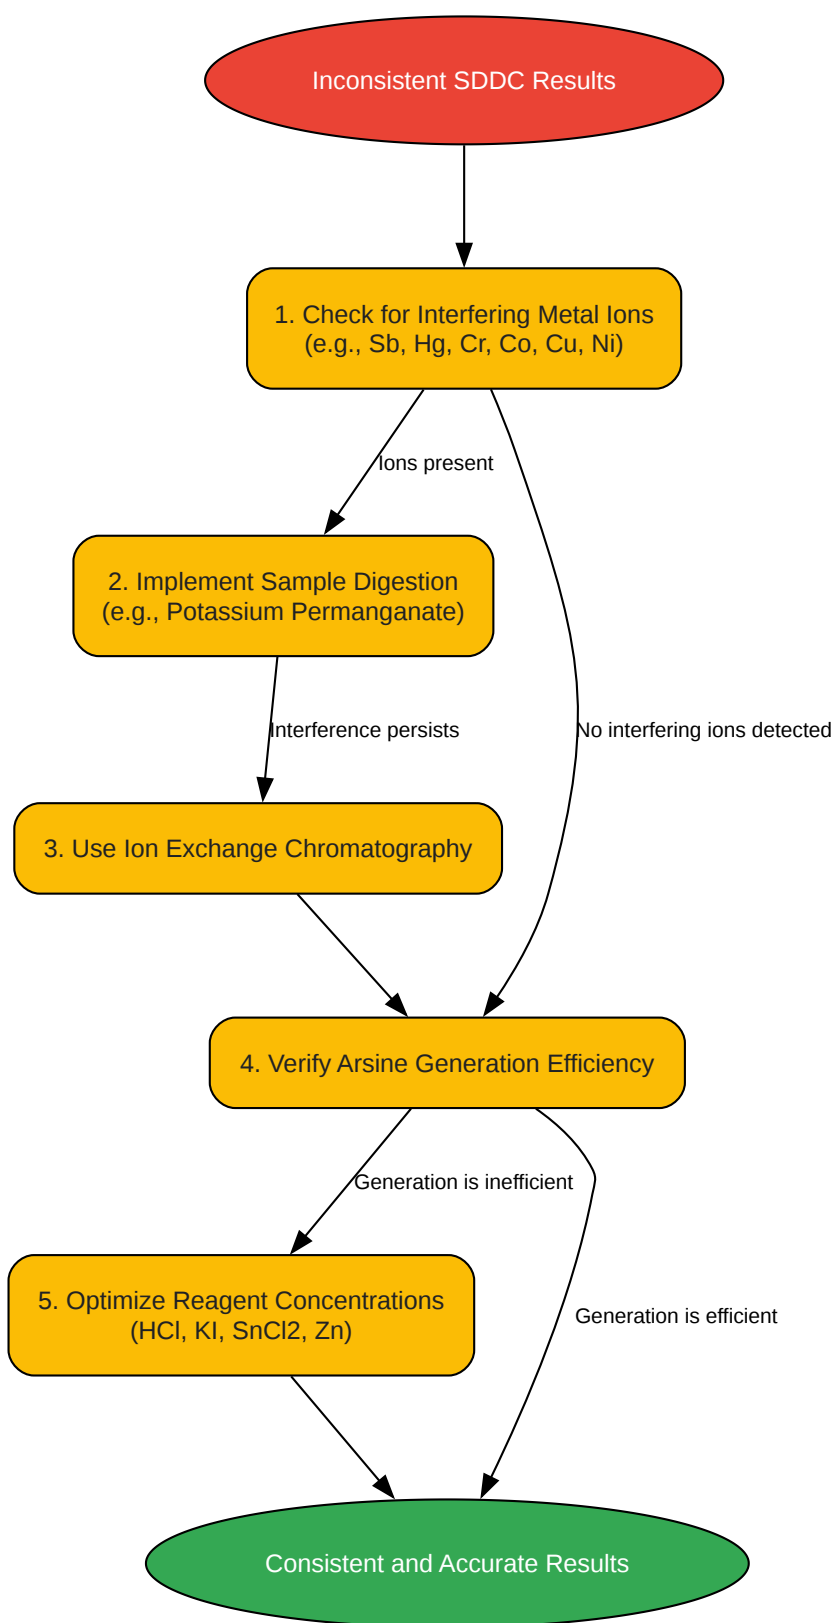 Inconsistent SDDC Results
1. Check for Interfering Metal Ions
(e.g., Sb, Hg, Cr, Co, Cu, Ni)
Ions present
2. Implement Sample Digestion
(e.g., Potassium Permanganate)
Interference persists
No interfering ions detected
3. Use Ion Exchange Chromatography
4. Verify Arsine Generation Efficiency
Generation is inefficient
5. Optimize Reagent Concentrations
(HCl, KI, SnCl2, Zn)
Generation is efficient
Consistent and Accurate Results